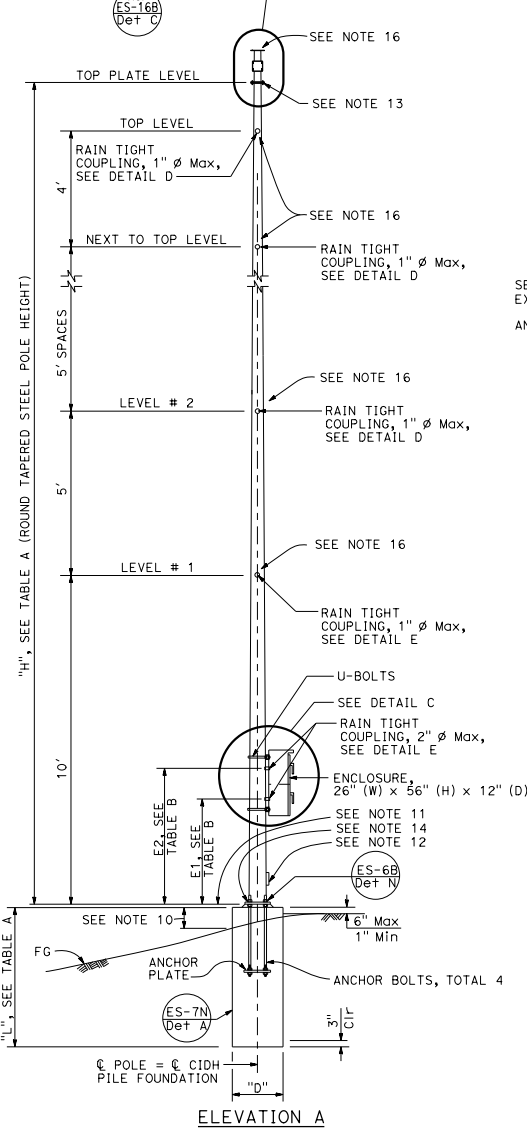 ES-16B
Det C
SEE NOTE 16
TOP PLATE LEVEL
SEE NOTE 13
TOP LEVEL
RAIN TIGHT
COUPLING, 1" Ø Max,
SEE DETAIL D
4'
SEE NOTE 16
NEXT TO TOP LEVEL
RAIN TIGHT
COUPLING, 1" Ø Max,
SEE DETAIL D
SE
EX
AN
"H", SEE TABLE A (ROUND TAPERED STEEL POLE HEIGHT)
5' SPACES
SEE NOTE 16
LEVEL # 2
RAIN TIGHT
COUPLING, 1" Ø Max,
SEE DETAIL D
5'
SEE NOTE 16
LEVEL # 1
RAIN TIGHT
COUPLING, 1" Ø Max,
SEE DETAIL E
10'
U-BOLTS
SEE DETAIL C
RAIN TIGHT
COUPLING, 2" Ø Max,
SEE DETAIL E
ENCLOSURE,
26" (W) x 56" (H) x 12" (D)
E2, SEE
TABLE B
E1, SEE
TABLE B
SEE NOTE 11
SEE NOTE 14
SEE NOTE 12
ES-6B
Det N
SEE NOTE 10
6" Max
1" Min
"L", SEE TABLE A
FG
ANCHOR
PLATE
ANCHOR BOLTS, TOTAL 4
ES-7N
Det A
3"
Clr
℄ POLE = ℄ CIDH
PILE FOUNDATION
"D"
ELEVATION A